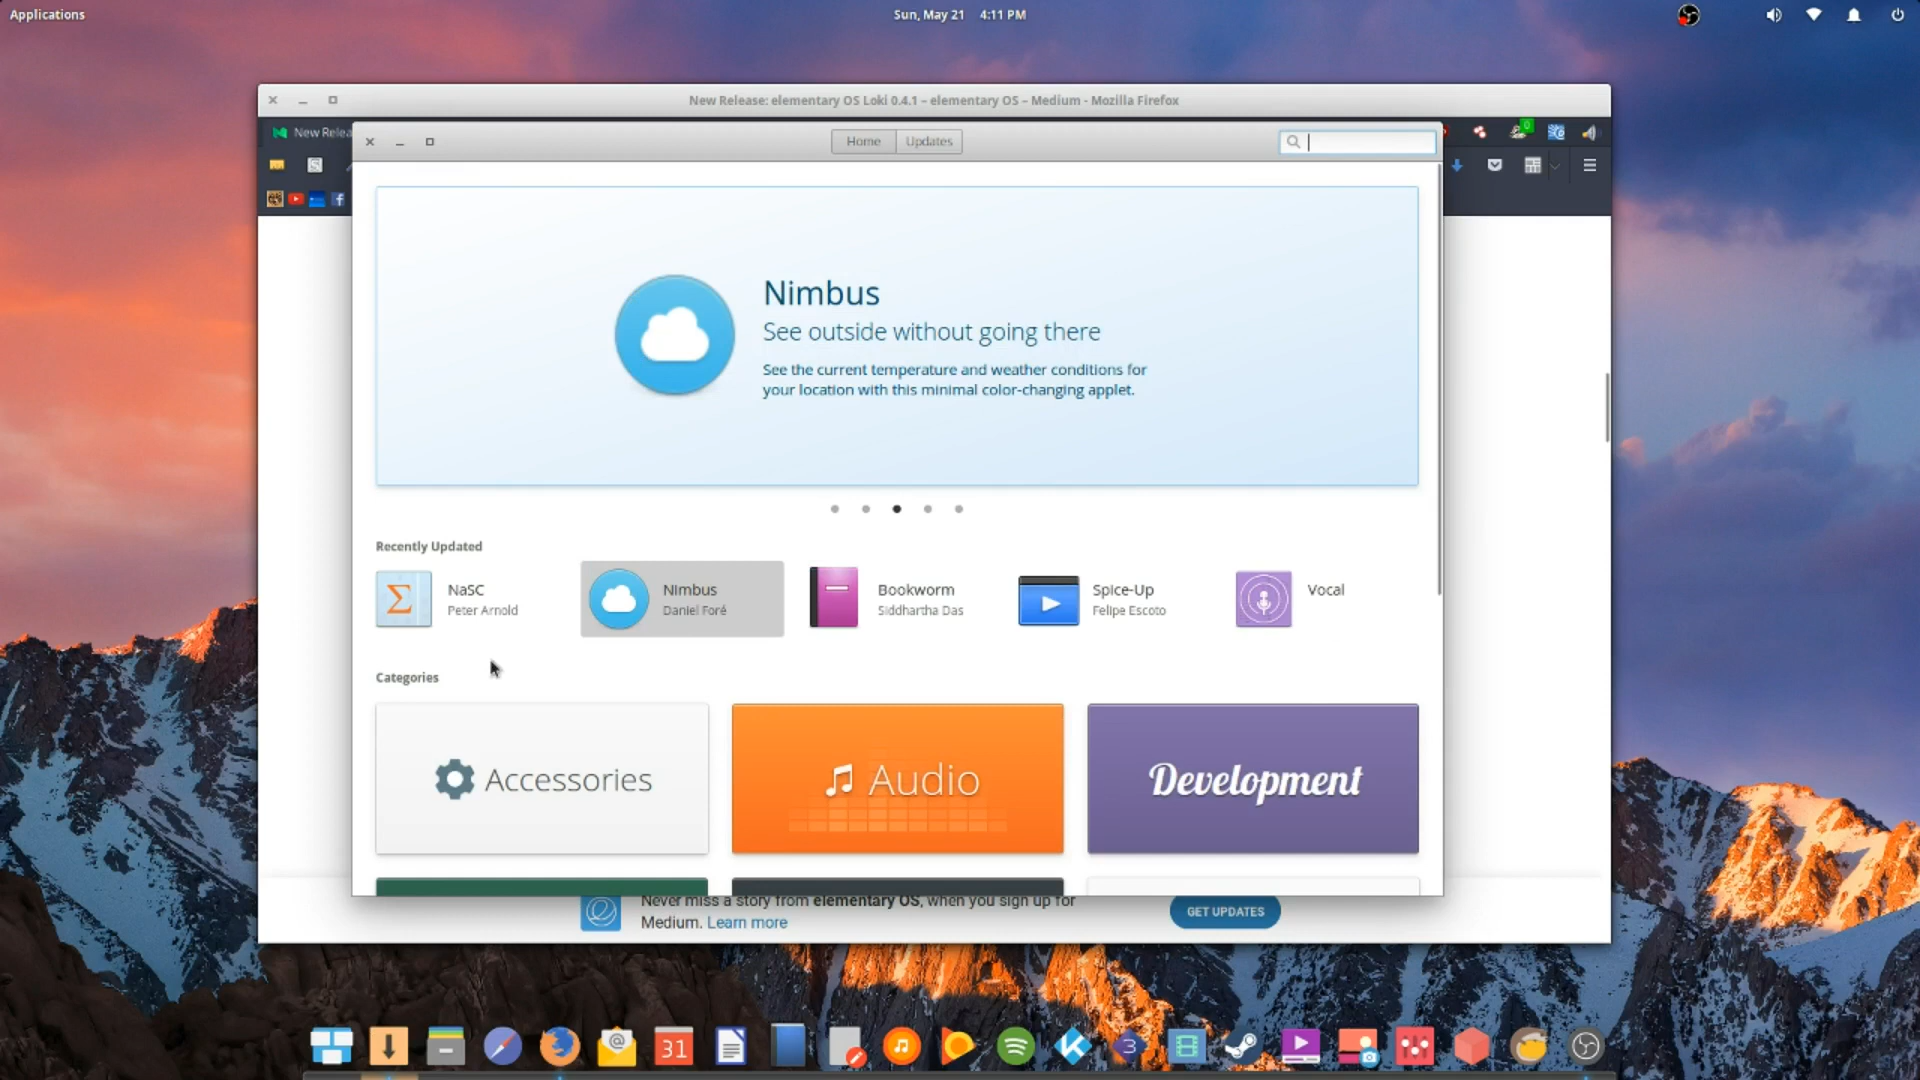 Applications
Sun, May 21 4:11 PM
New Release: elementary OS Loki 0.4.1 – elementary OS – Medium - Mozilla Firefox
New Relea
Home
Updates
0
Nimbus
See outside without going there
See the current temperature and weather conditions for
your location with this minimal color-changing applet.
Recently Updated
NaSC
Peter Arnold
Nimbus
Daniel Foré
Bookworm
Siddhartha Das
Spice-Up
Felipe Escoto
Vocal
Categories
Accessories
Audio
Development
Never miss a story from elementary OS, when you sign up for
Medium. Learn more
GET UPDATES
31
3